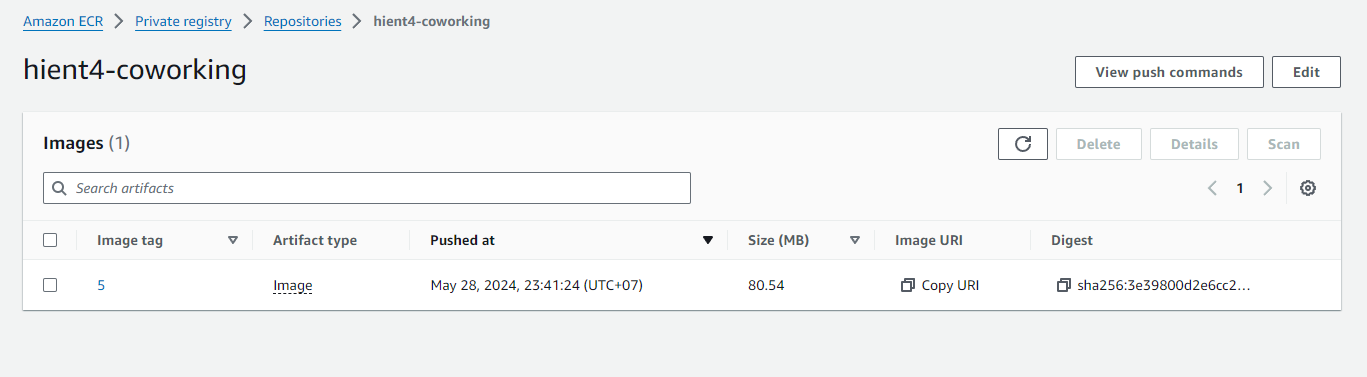 Amazon ECR > Private registry > Repositories > hient4-coworking
hient4-coworking
View push commands
Edit
Images (1)
Delete
Details
Scan
Search artifacts
1
Image tag
Artifact type
Pushed at
Size (MB)
Image URI
Digest
5
Image
May 28, 2024, 23:41:24 (UTC+07)
80.54
Copy URI
sha256:3e39800d2e6cc2...